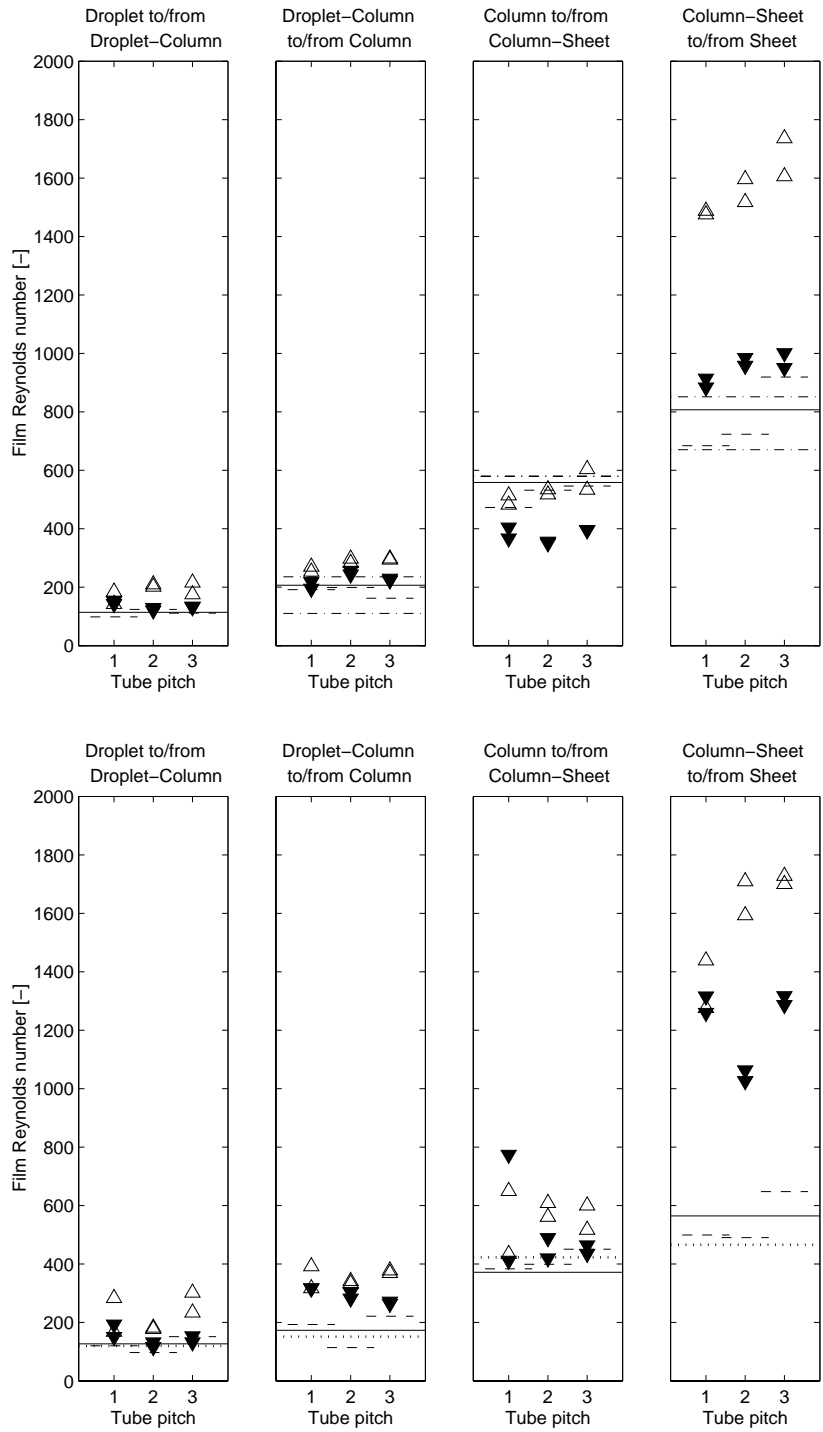 Droplet to/from
Droplet−Column
Droplet−Column
to/from Column
Column to/from
Column−Sheet
Column−Sheet
to/from Sheet
2000
1800
1600
1400
1200
1000
800
600
400
200
0
Film Reynolds number [−]
1 2 3
1 2 3
1 2 3
1 2 3
Tube pitch
Tube pitch
Tube pitch
Tube pitch
Droplet to/from
Droplet−Column
Droplet−Column
to/from Column
Column to/from
Column−Sheet
Column−Sheet
to/from Sheet
2000
1800
1600
1400
1200
1000
800
600
400
200
0
Film Reynolds number [−]
1 2 3
1 2 3
1 2 3
1 2 3
Tube pitch
Tube pitch
Tube pitch
Tube pitch